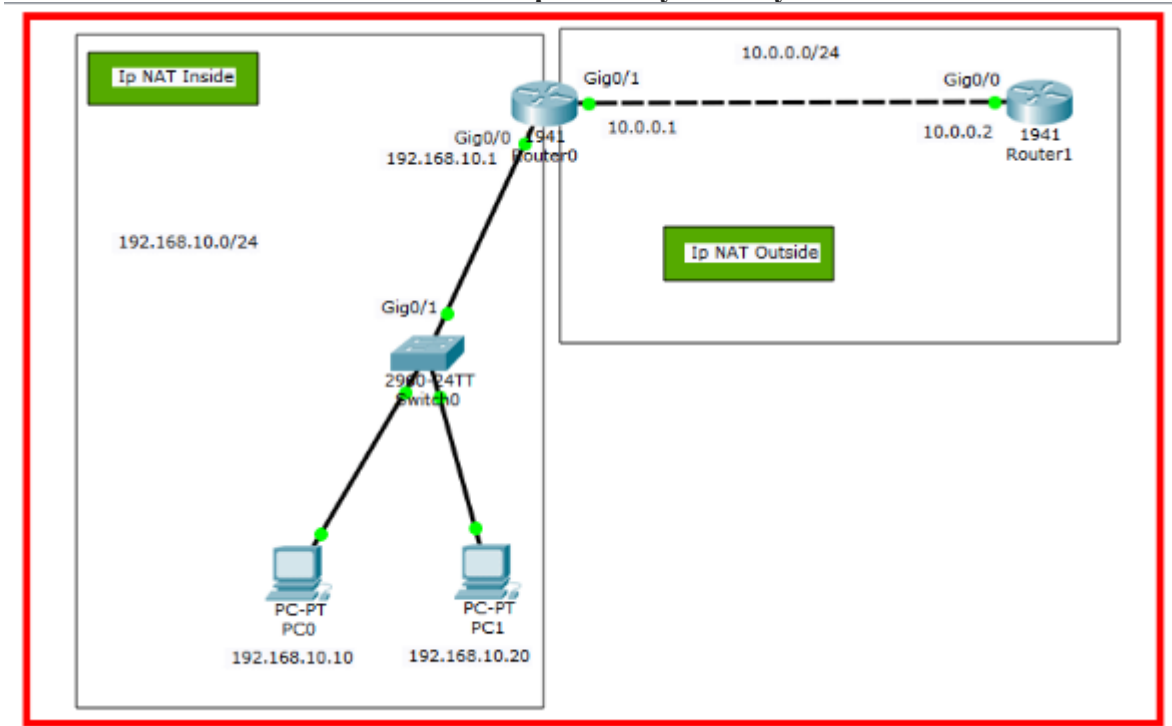 Ip NAT Inside
10.0.0.0/24
Gig0/1
Gig0/0
10.0.0.1
10.0.0.2
1941
Router1
Gig0/0
1941
192.168.10.1
Router0
192.168.10.0/24
Ip NAT Outside
Gig0/1
2960-24TT
Switch0
PC-PT
PC0
192.168.10.10
PC-PT
PC1
192.168.10.20